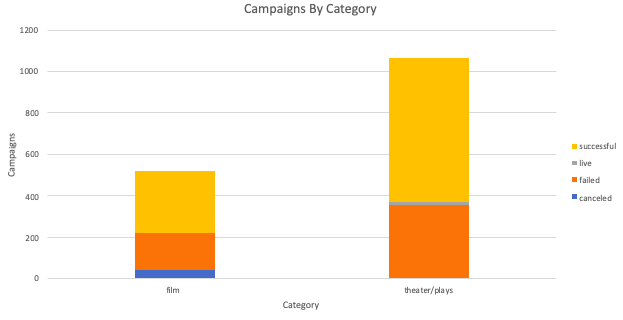 Campaigns By Category
1200
1000
800
600
400
200
0
Campaigns
film
theater/plays
Category
successful
live
failed
canceled